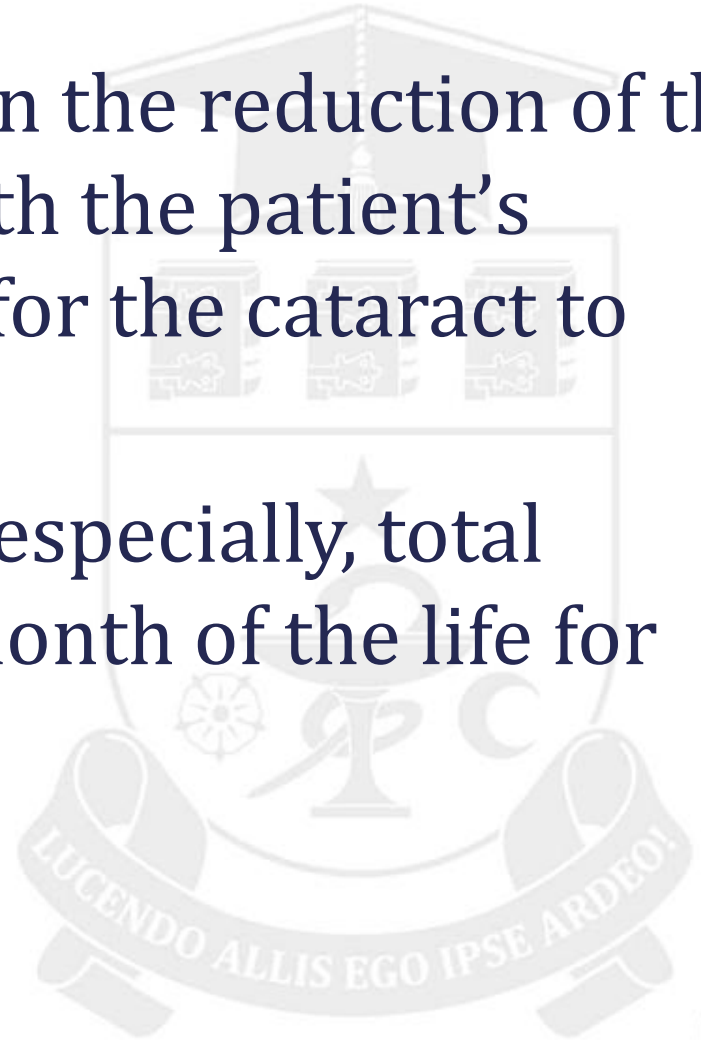 n the reduction of th
th the patient's
for the cataract to
especially, total
onth of the life for
LUCENDO ALLIS EGO IPSE ARDEO!